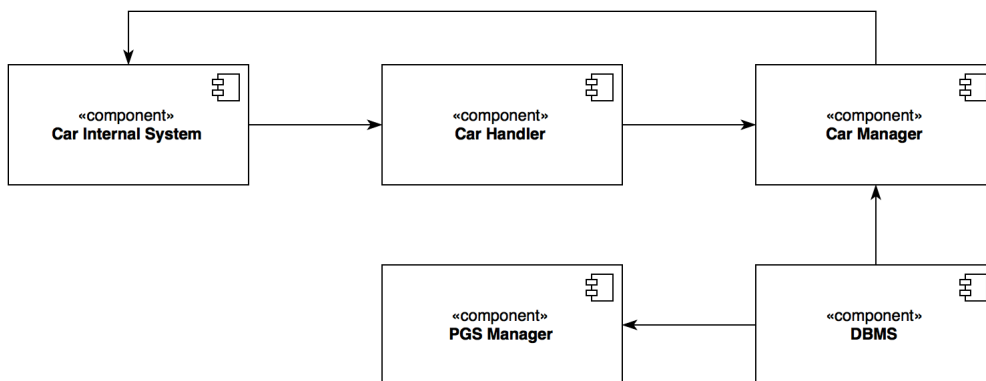 «component»
Car Internal System
«component»
Car Handler
«component»
Car Manager
«component»
PGS Manager
«component»
DBMS